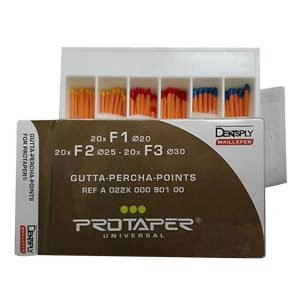 20x F1 Ø20
20x F2 Ø25 - 20x F3 Ø30
DENTSPLY
MAILLEFER
GUTTA-PERCHA-POINTS
REF A 022X 000 901 00
PROTAPER®
UNIVERSAL
GUTTA-PERCHA-POINTS
FOR PROTAPER®
DENTSPLY
MAILLEFER